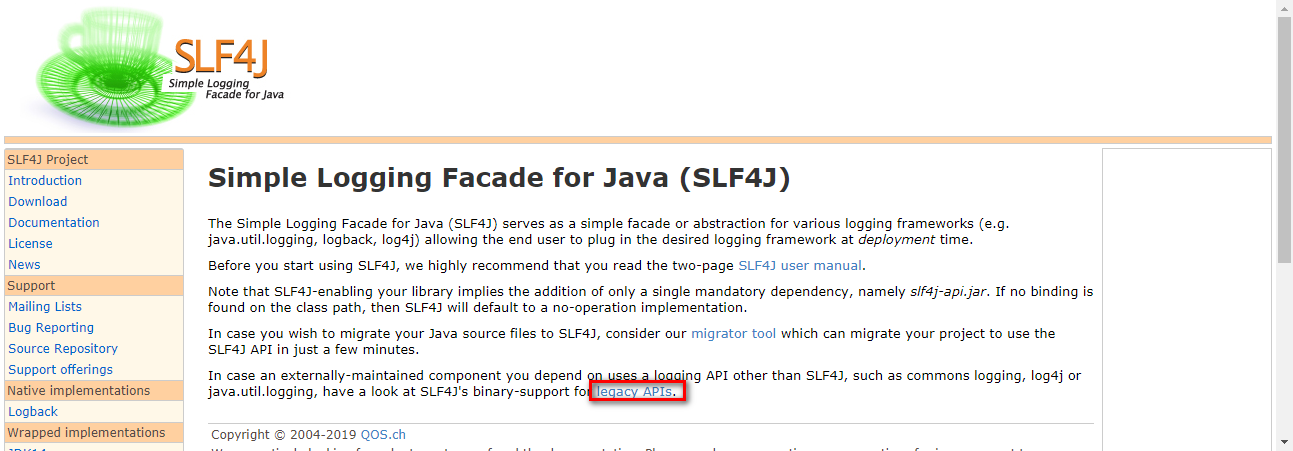 SLF4J
Simple Logging
Facade for Java
SLF4J Project
Introduction
Download
Documentation
License
News
Support
Mailing Lists
Bug Reporting
Source Repository
Support offerings
Native implementations
Logback
Wrapped implementations
JDK14
Simple Logging Facade for Java (SLF4J)
The Simple Logging Facade for Java (SLF4J) serves as a simple facade or abstraction for various logging frameworks (e.g.
java.util.logging, logback, log4j) allowing the end user to plug in the desired logging framework at deployment time.
Before you start using SLF4J, we highly recommend that you read the two-page SLF4J user manual.
Note that SLF4J-enabling your library implies the addition of only a single mandatory dependency, namely slf4j-api.jar. If no binding is
found on the class path, then SLF4J will default to a no-operation implementation.
In case you wish to migrate your Java source files to SLF4J, consider our migrator tool which can migrate your project to use the
SLF4J API in just a few minutes.
In case an externally-maintained component you depend on uses a logging API other than SLF4J, such as commons logging, log4j or
java.util.logging, have a look at SLF4J's binary-support for legacy APIs.
Copyright © 2004-2019 QOS.ch